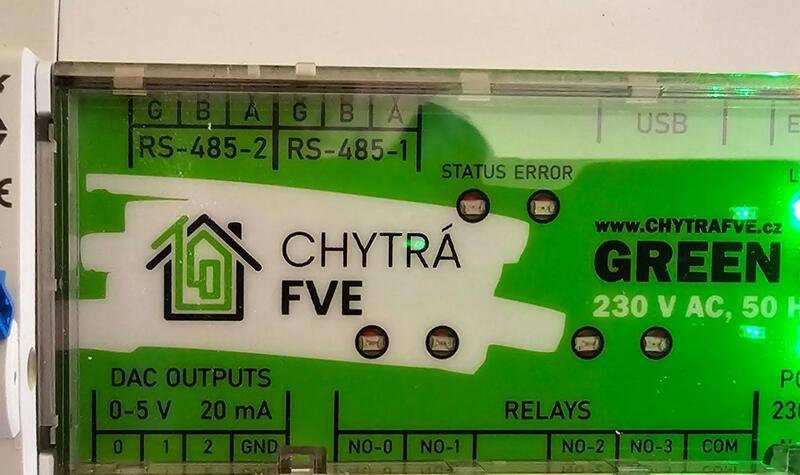 G B A G B A
RS-485-2 RS-485-1
USB
STATUS ERROR
www.CHYTRAFVE.cz
CHYTRÁ
FVE
GREEN
230 V AC, 50 H
DAC OUTPUTS
0-5 V 20 mA
0 1 2 GND
RELAYS
NO-0 NO-1 NO-2 NO-3 COM